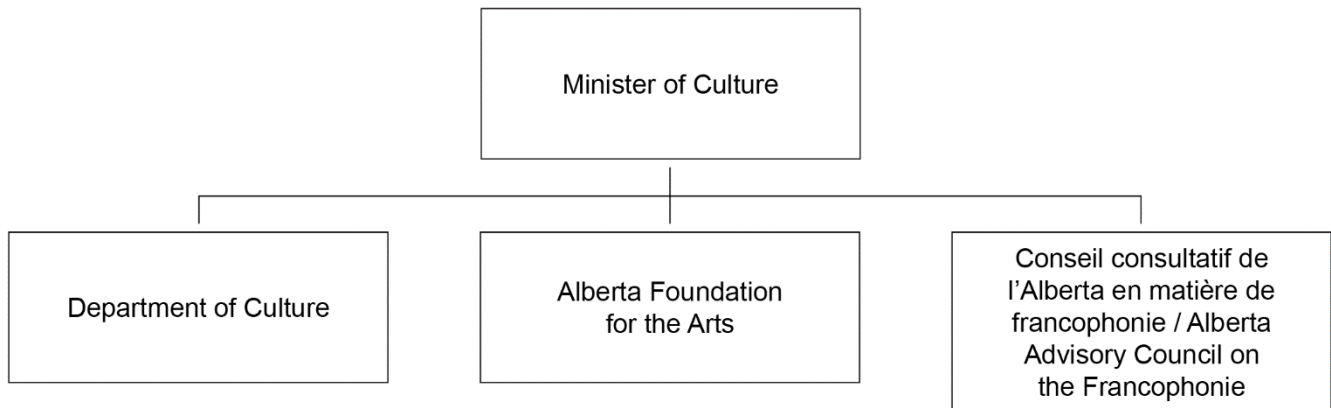 Minister of Culture
Department of Culture
Alberta Foundation
for the Arts
Conseil consultatif de
l’Alberta en matière de
francophonie / Alberta
Advisory Council on
the Francophonie